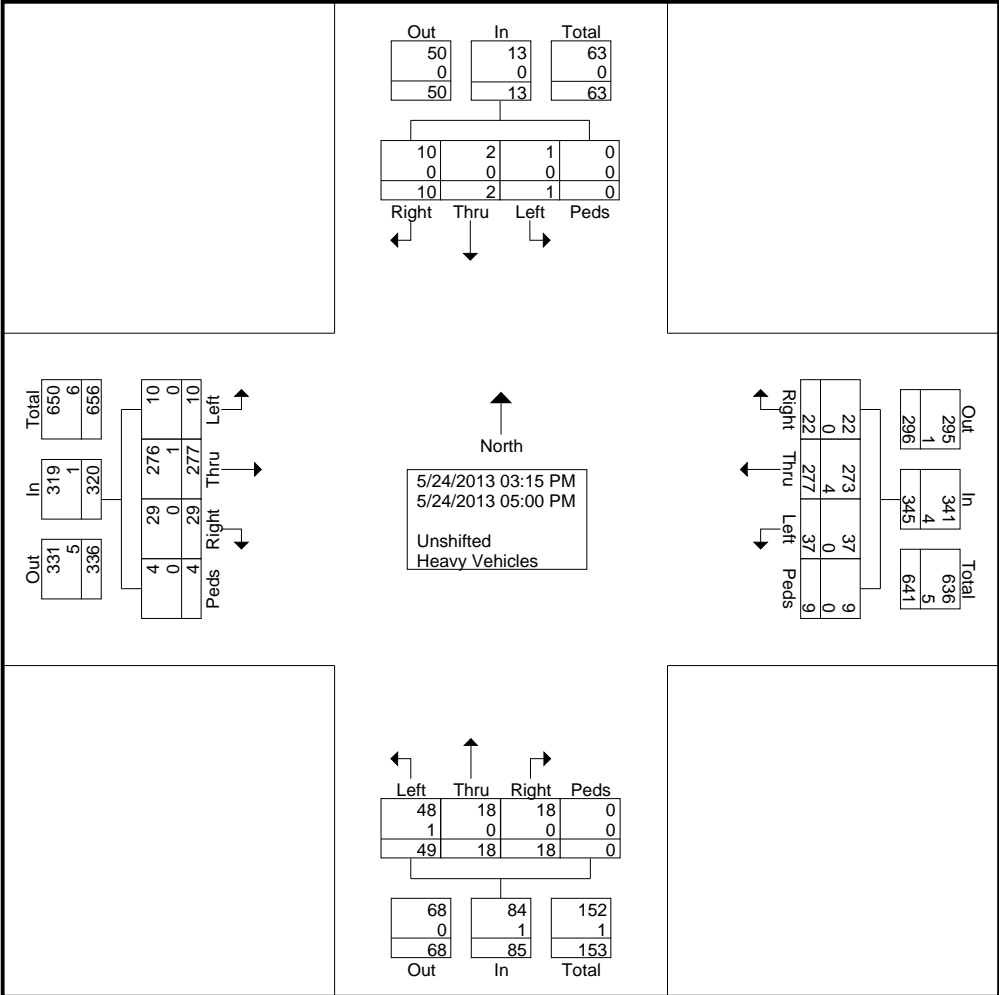 Out In Total
50 13 63
0 0 0
50 13 63
10 2 1 0
0 0 0 0
10 2 1 0
Right Thru Left Peds
Total
650
6
656
In
319
1
320
Out
331
5
336
10
0
10
Left
276
1
277
Thru
29
0
29
Right
4
0
4
Peds
North
5/24/2013 03:15 PM
5/24/2013 05:00 PM
Unshifted
Heavy Vehicles
Right
22
0
22
Thru
273
4
277
Left
37
0
37
Peds
9
0
9
Out
295
1
296
In
341
4
345
Total
636
5
641
Left Thru Right Peds
48 18 18 0
1 0 0 0
49 18 18 0
68 84 152
0 1 1
68 85 153
Out In Total